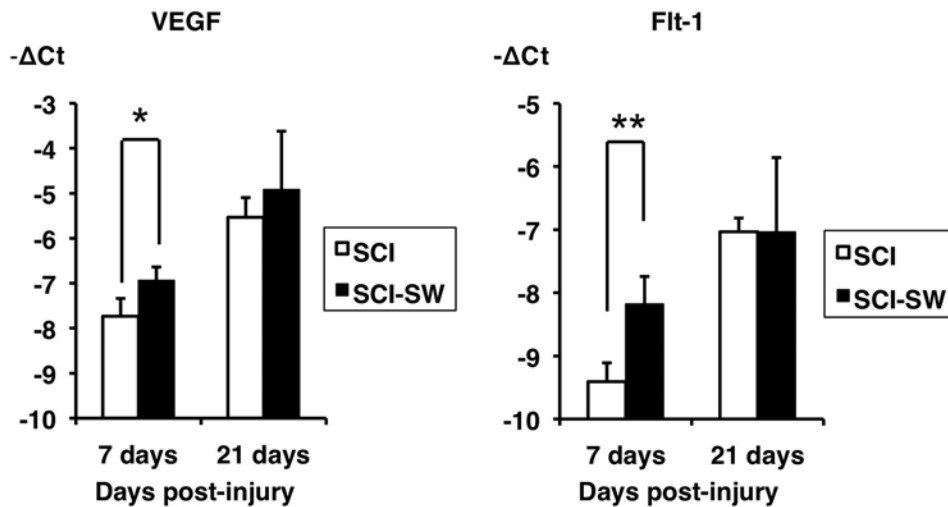 VEGF
-ΔCt
-3
-4
-5
-6
-7
-8
-9
-10
*
7 days 21 days
Days post-injury
SCI
SCI-SW
Flt-1
-ΔCt
-5
-6
-7
-8
-9
-10
**
7 days 21 days
Days post-injury
SCI
SCI-SW